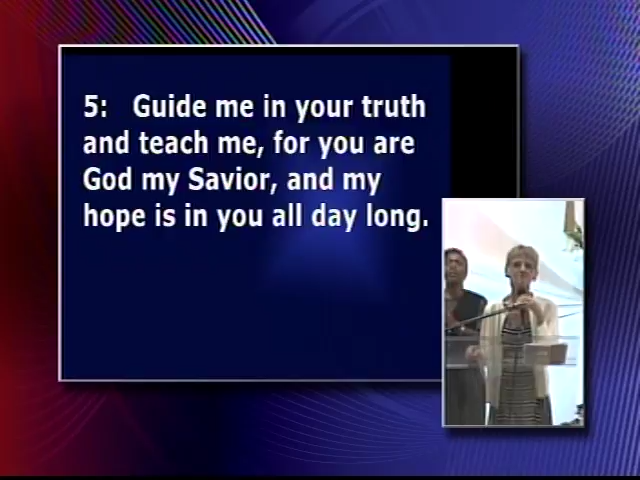 5: Guide me in your truth
and teach me, for you are
God my Savior, and my
hope is in you all day long.